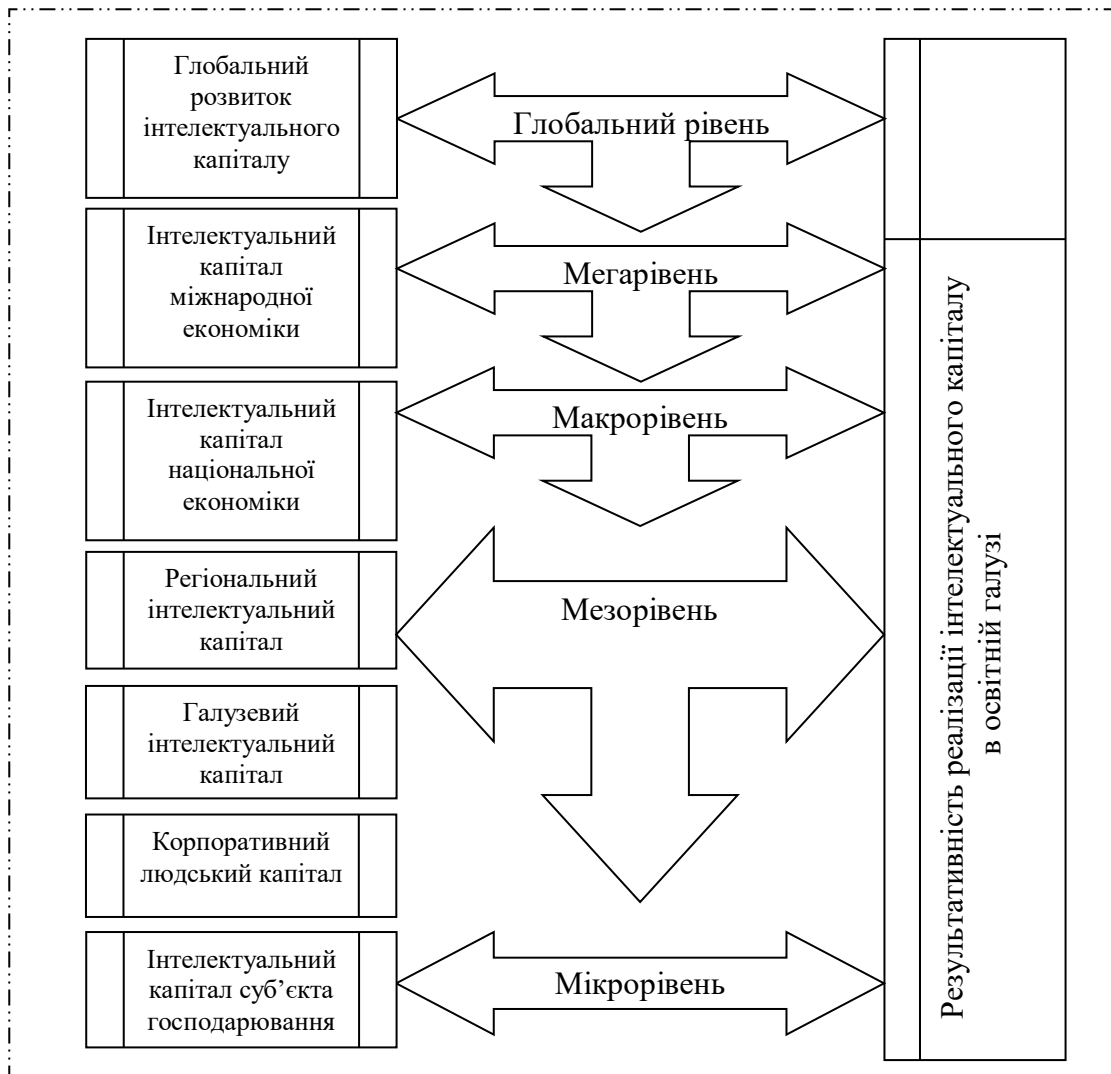 Глобальний
розвиток
інтелектуального
капіталу
Глобальний рівень
Інтелектуальний
капітал
міжнародної
економіки
Мегарівень
Інтелектуальний
капітал
національної
економіки
Макрорівень
Регіональний
інтелектуальний
капітал
Мезорівень
Галузевий
інтелектуальний
капітал
Корпоративний
людський капітал
Інтелектуальний
капітал суб’єкта
господарювання
Мікрорівень
Результативність реалізації інтелектуального капіталу
в освітній галузі